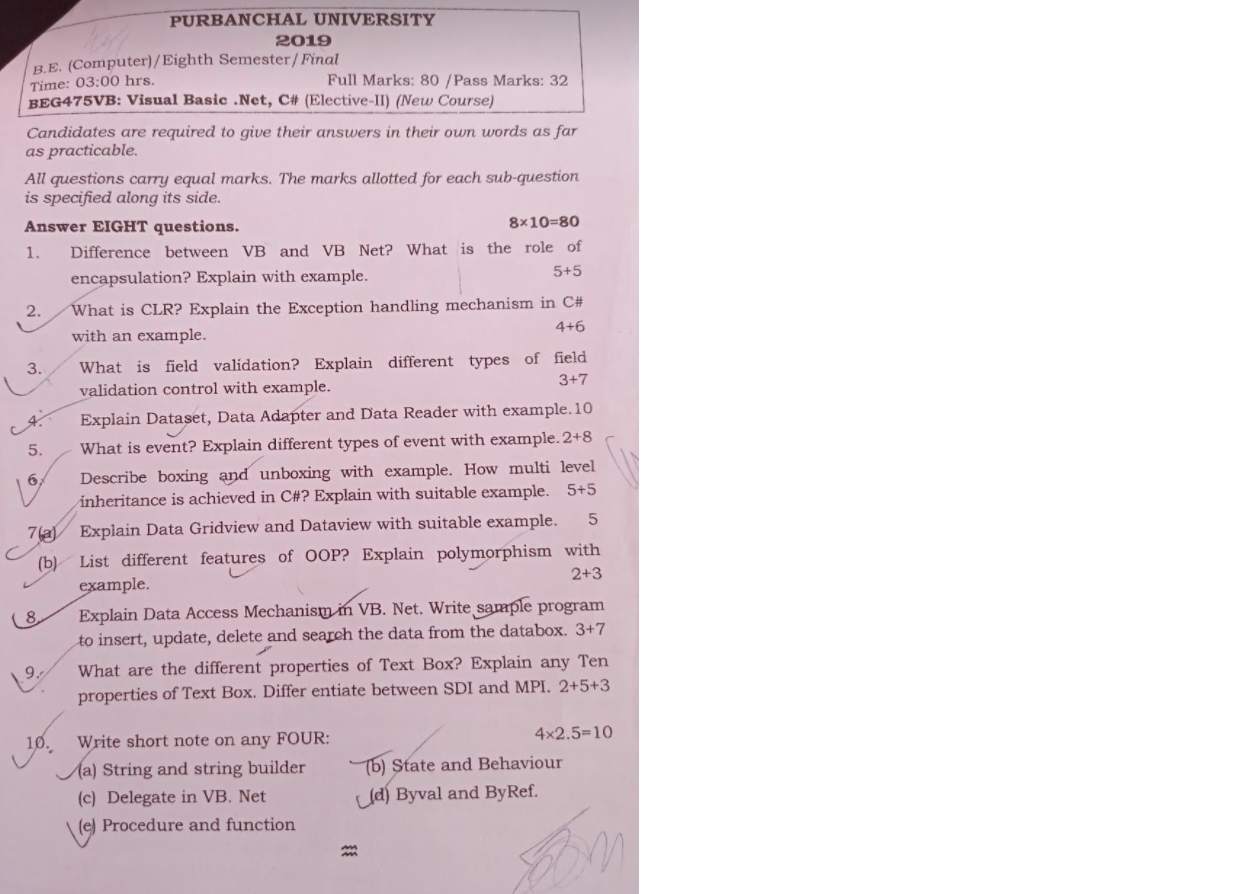 PURBANCHAL UNIVERSITY
2019
B.E. (Computer)/Eighth Semester/Final
Time: 03:00 hrs. Full Marks: 80 /Pass Marks: 32
BEG475VB: Visual Basic .Net, C# (Elective-II) (New Course)
Candidates are required to give their answers in their own words as far
as practicable.
All questions carry equal marks. The marks allotted for each sub-question
is specified along its side.
Answer EIGHT questions. 8×10=80
1. Difference between VB and VB Net? What is the role of
encapsulation? Explain with example. 5+5
2. What is CLR? Explain the Exception handling mechanism in C#
with an example. 4+6
3. What is field validation? Explain different types of field
validation control with example. 3+7
4. Explain Dataset, Data Adapter and Data Reader with example. 10
5. What is event? Explain different types of event with example. 2+8
6. Describe boxing and unboxing with example. How multi level
inheritance is achieved in C#? Explain with suitable example. 5+5
7(a) Explain Data Gridview and Dataview with suitable example. 5
(b) List different features of OOP? Explain polymorphism with
example. 2+3
8. Explain Data Access Mechanism in VB. Net. Write sample program
to insert, update, delete and search the data from the databox. 3+7
9. What are the different properties of Text Box? Explain any Ten
properties of Text Box. Differ entiate between SDI and MPI. 2+5+3
10. Write short note on any FOUR: 4×2.5=10
(a) String and string builder (b) State and Behaviour
(c) Delegate in VB. Net (d) Byval and ByRef.
(e) Procedure and function